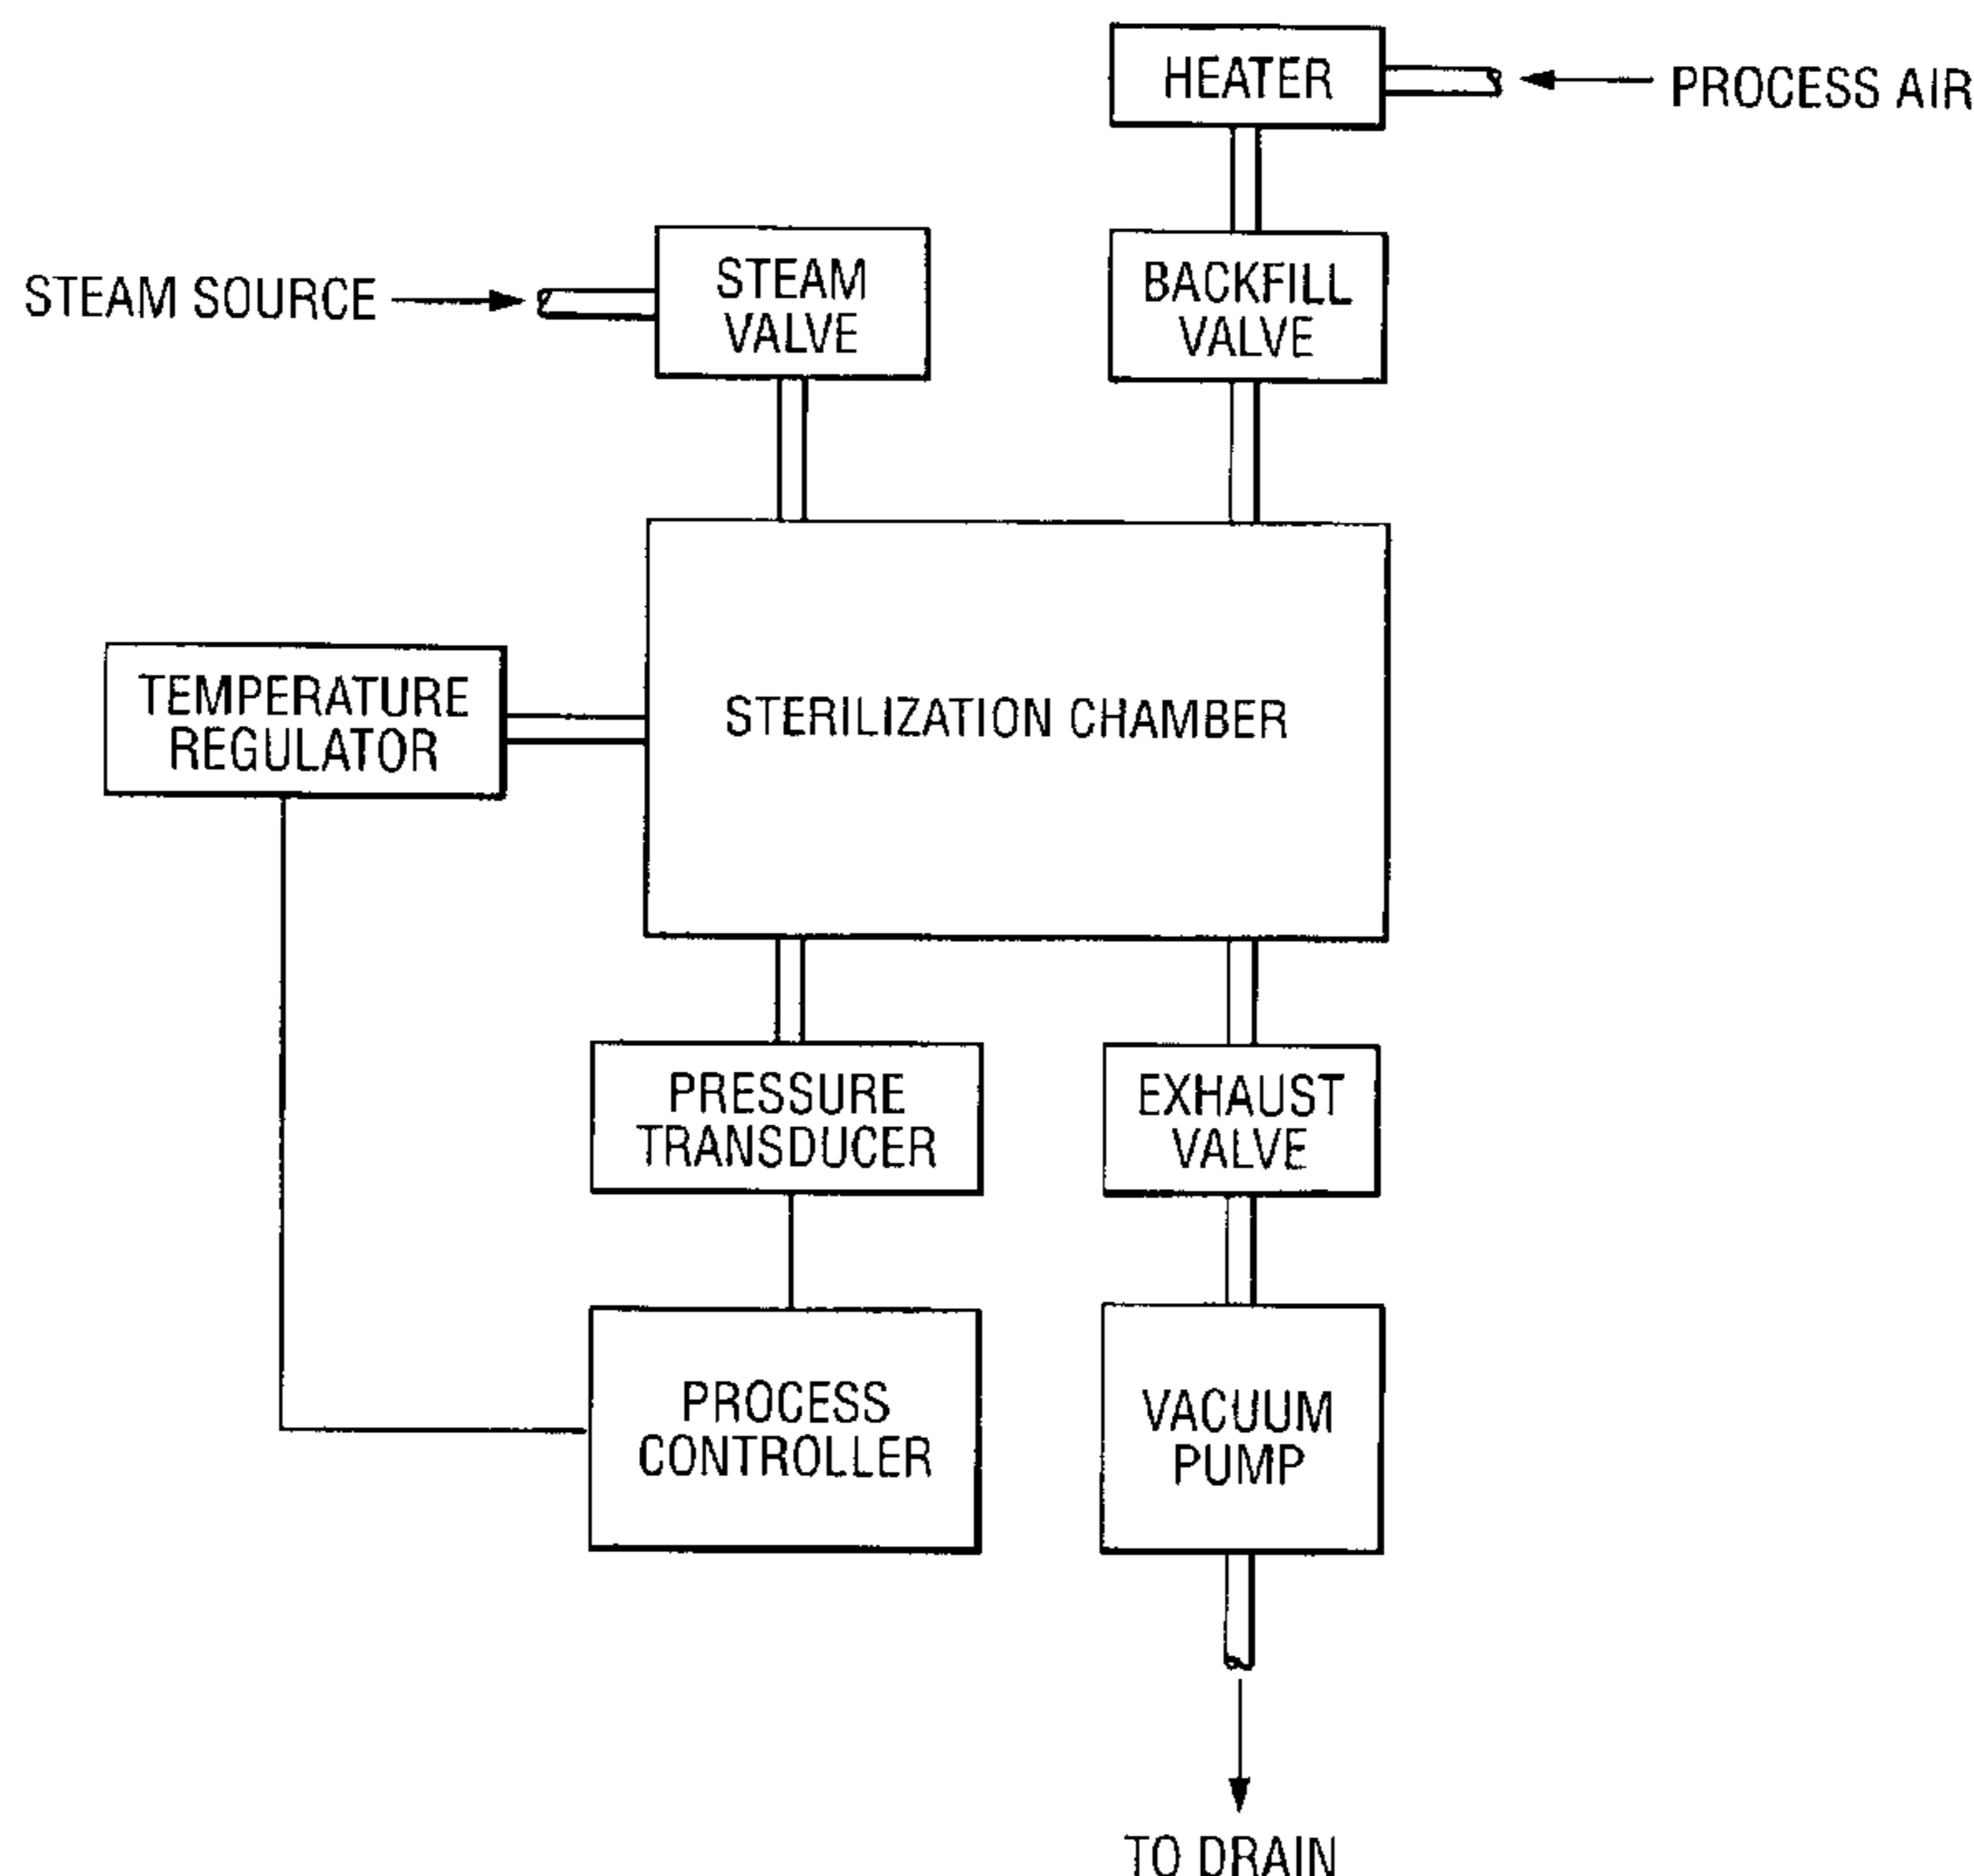 HEATER
PROCESS AIR
STEAM SOURCE
STEAM
VALVE
BACKFILL
VALVE
TEMPERATURE
REGULATOR
STERILIZATION CHAMBER
PRESSURE
TRANSDUCER
EXHAUST
VALVE
PROCESS
CONTROLLER
VACUUM
PUMP
TO DRAIN